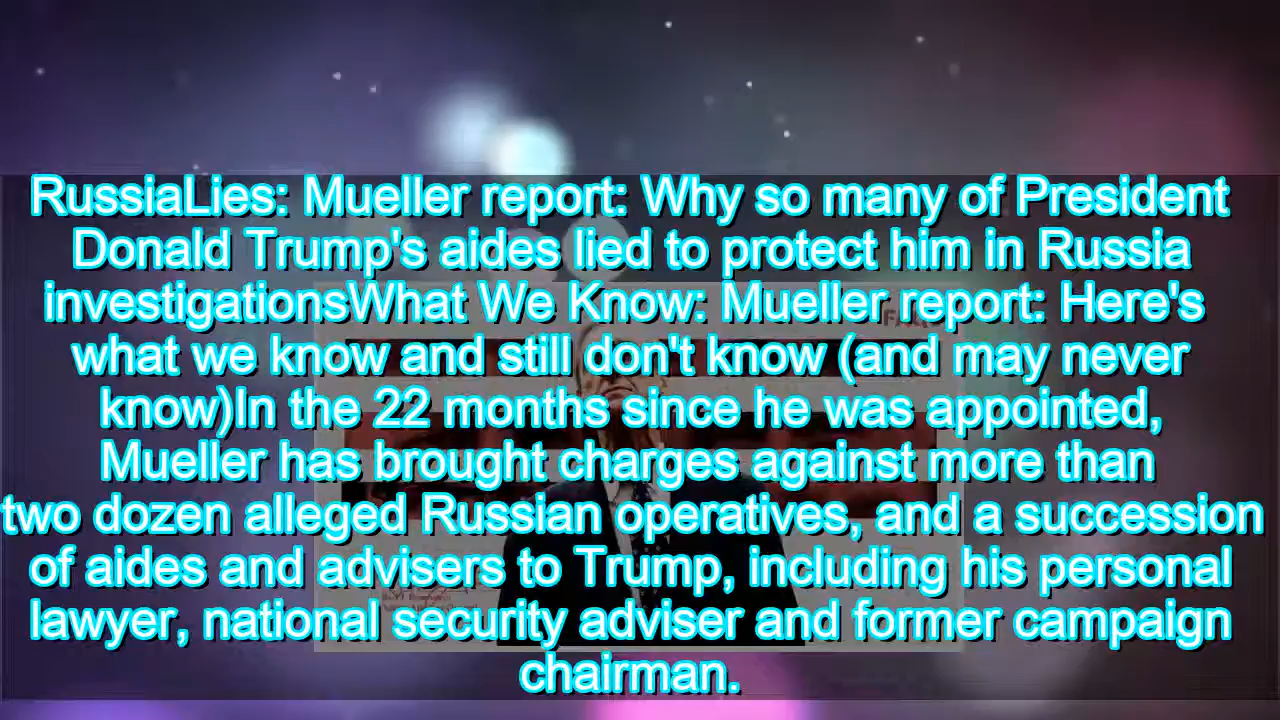 RussiaLies: Mueller report: Why so many of President
Donald Trump's aides lied to protect him in Russia
investigationsWhat We Know: Mueller report: Here's
what we know and still don't know (and may never
know)In the 22 months since he was appointed,
Mueller has brought charges against more than
two dozen alleged Russian operatives, and a succession
of aides and advisers to Trump, including his personal
lawyer, national security adviser and former campaign
chairman.